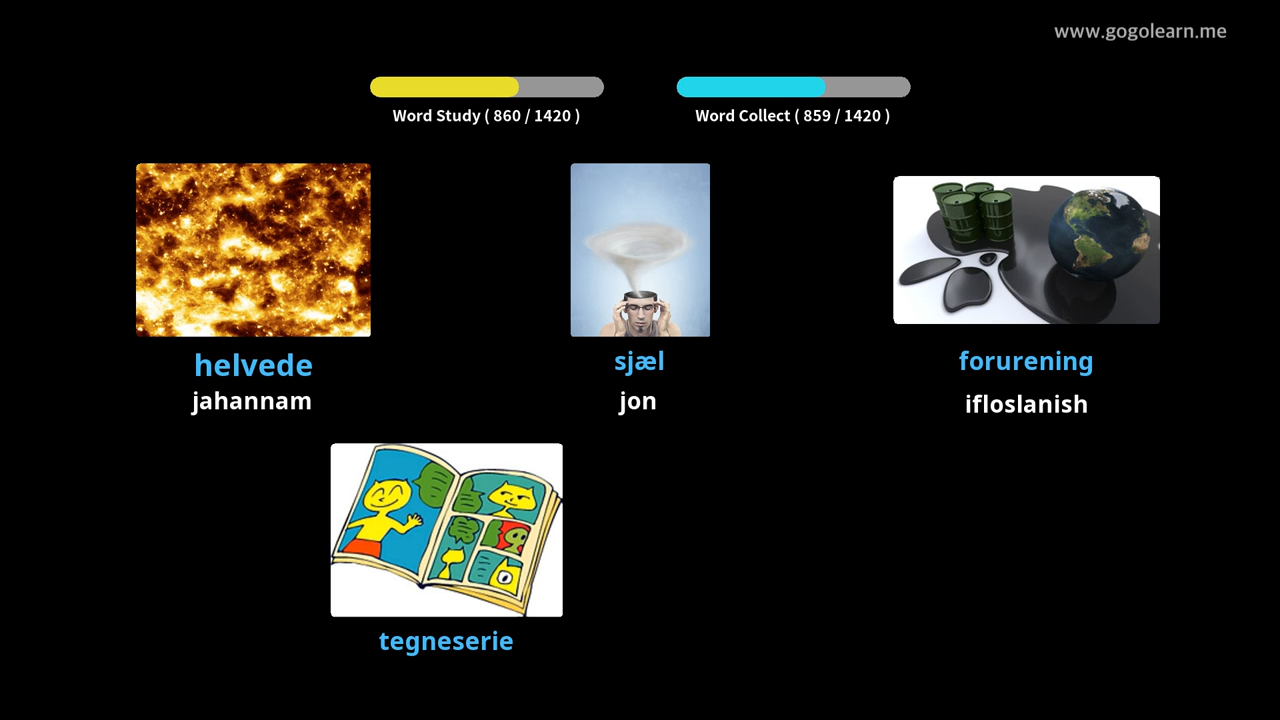 www.gogolearn.me
Word Study ( 860 / 1420 )
Word Collect ( 859 / 1420 )
helvede
jahannam
sjæl
jon
forurening
ifloslanish
tegneserie